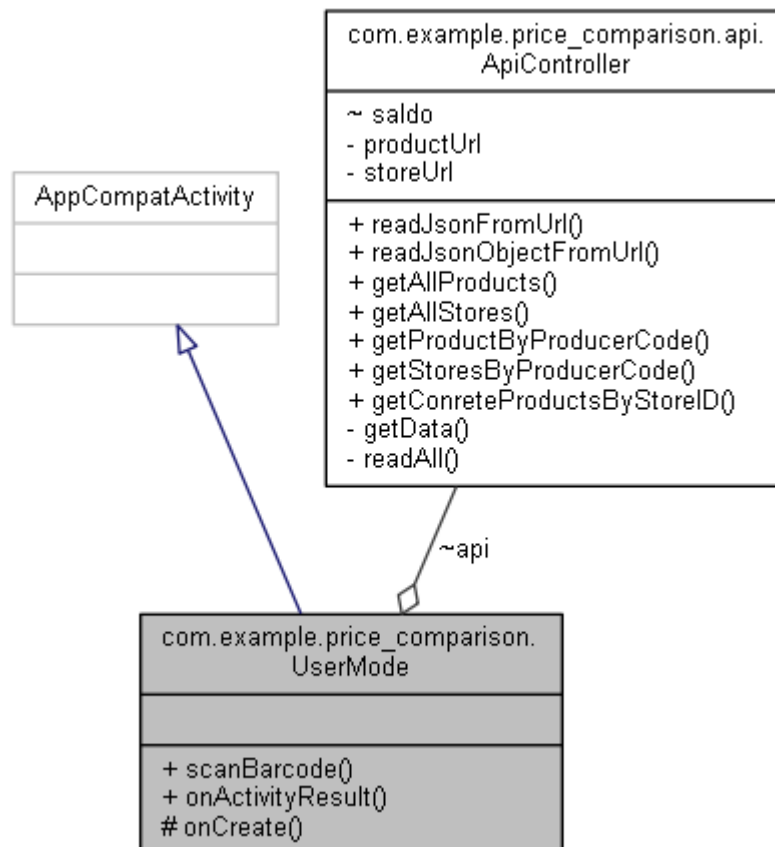 com.example.price_comparison.api.
ApiController
~ saldo
- productUrl
- storeUrl
+ readJsonFromUrl()
+ readJsonObjectFromUrl()
+ getAllProducts()
+ getAllStores()
+ getProductByProducerCode()
+ getStoresByProducerCode()
+ getConreteProductsByStoreID()
- getData()
- readAll()
AppCompatActivity
~api
com.example.price_comparison.
UserMode
+ scanBarcode()
+ onActivityResult()
# onCreate()